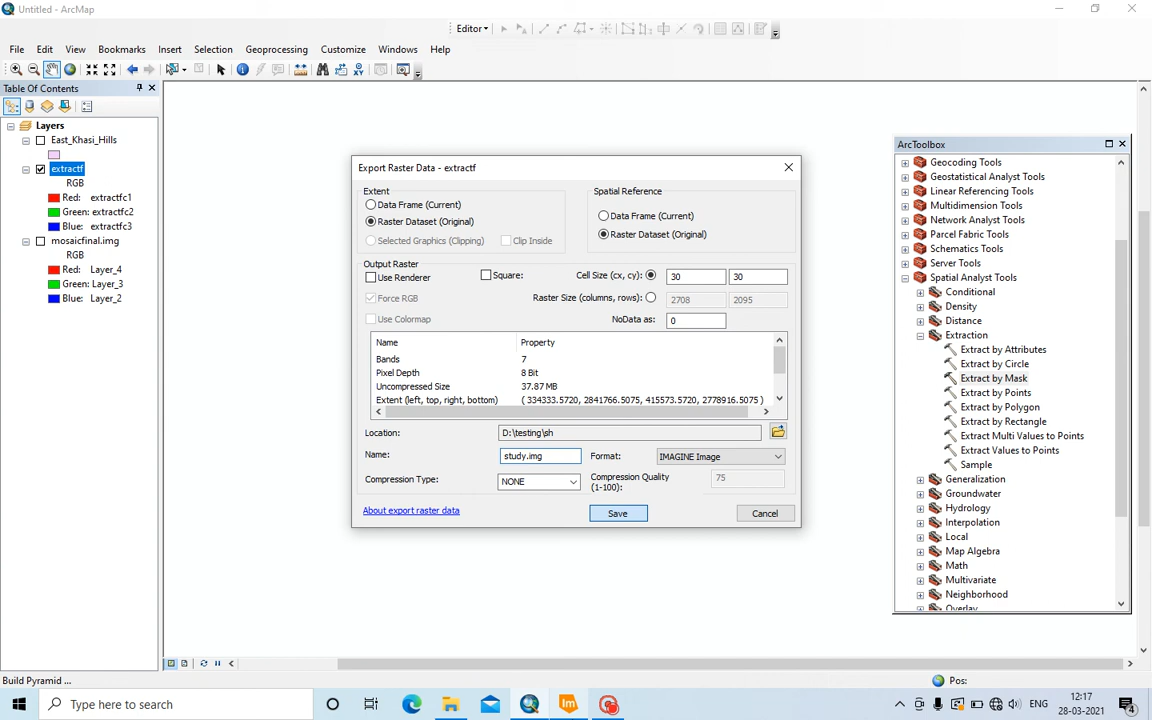 Untitled - ArcMap
Editor
File Edit View Bookmarks Insert Selection Geoprocessing Customize Windows Help
Table Of Contents
Layers
East_Khasi_Hills
extractf
RGB
Red: extractfc1
Green: extractfc2
Blue: extractfc3
mosaicfinal.img
RGB
Red: Layer_4
Green: Layer_3
Blue: Layer_2
Export Raster Data - extractf
Extent
Data Frame (Current)
Raster Dataset (Original)
Selected Graphics (Clipping) Clip Inside
Spatial Reference
Data Frame (Current)
Raster Dataset (Original)
Output Raster
Use Renderer Square: Cell Size (cx, cy): 30 30
Force RGB Raster Size (columns, rows): 2708 2095
Use Colormap NoData as: 0
Name Property
Bands 7
Pixel Depth 8 Bit
Uncompressed Size 37.87 MB
Extent (left, top, right, bottom) ( 334333.5720, 2841766.5075, 415573.5720, 2778916.5075 )
Location: D:\testing\sh
Name: study.img Format: IMAGINE Image
Compression Type: NONE Compression Quality (1-100): 75
About export raster data Save Cancel
ArcToolbox
Geocoding Tools
Geostatistical Analyst Tools
Linear Referencing Tools
Multidimension Tools
Network Analyst Tools
Parcel Fabric Tools
Schematics Tools
Server Tools
Spatial Analyst Tools
Conditional
Density
Distance
Extraction
Extract by Attributes
Extract by Circle
Extract by Mask
Extract by Points
Extract by Polygon
Extract by Rectangle
Extract Multi Values to Points
Extract Values to Points
Sample
Generalization
Groundwater
Hydrology
Interpolation
Local
Map Algebra
Math
Multivariate
Neighborhood
Overlay
Build Pyramid ... Pos:
Type here to search ENG 12:17
28-03-2021 4